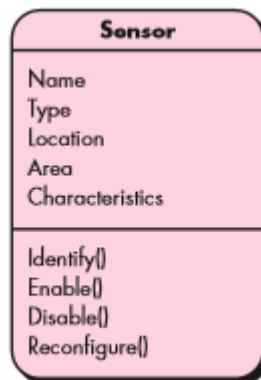 Sensor
Name
Type
Location
Area
Characteristics
Identify()
Enable()
Disable()
Reconfigure()